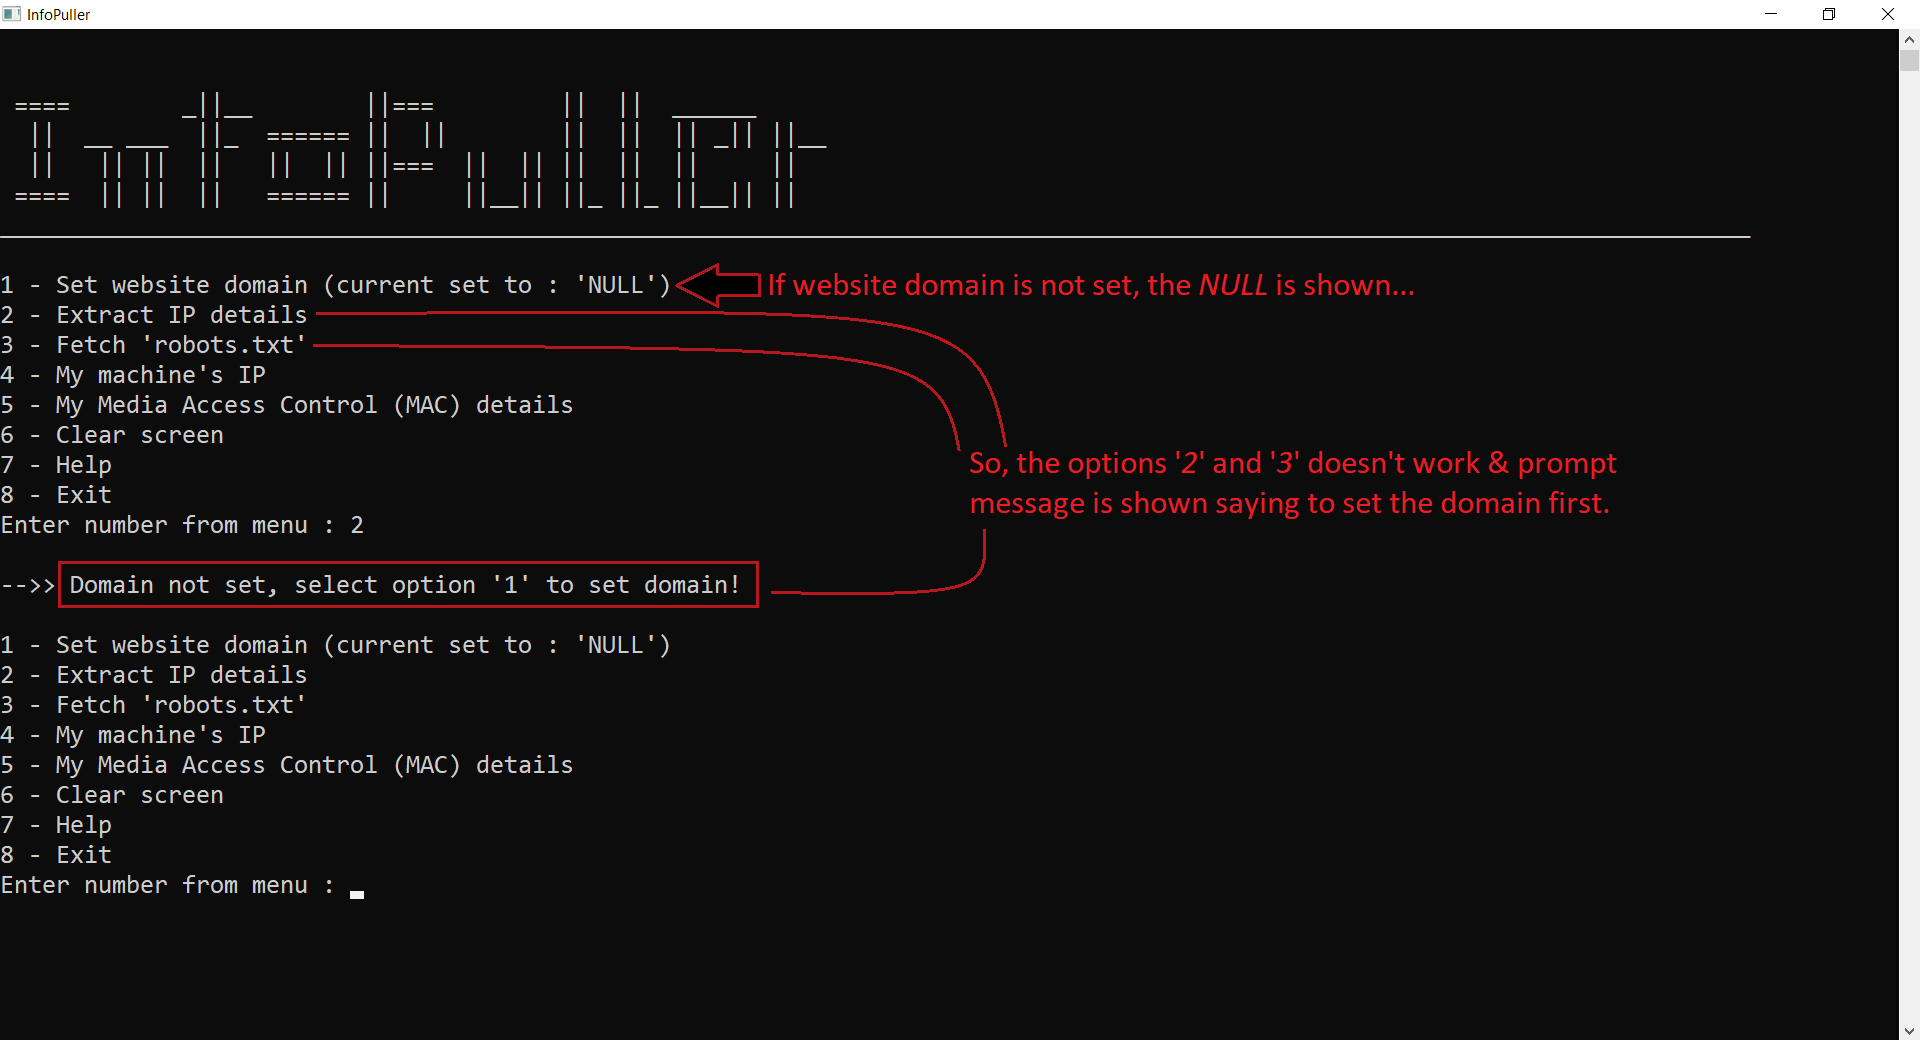 InfoPuller
InfoPuller
1 - Set website domain (current set to : 'NULL')
If website domain is not set, the NULL is shown...
2 - Extract IP details
3 - Fetch 'robots.txt'
4 - My machine's IP
5 - My Media Access Control (MAC) details
6 - Clear screen
7 - Help
8 - Exit
So, the options '2' and '3' doesn't work & prompt
message is shown saying to set the domain first.
Enter number from menu : 2
-->> Domain not set, select option '1' to set domain!
1 - Set website domain (current set to : 'NULL')
2 - Extract IP details
3 - Fetch 'robots.txt'
4 - My machine's IP
5 - My Media Access Control (MAC) details
6 - Clear screen
7 - Help
8 - Exit
Enter number from menu :